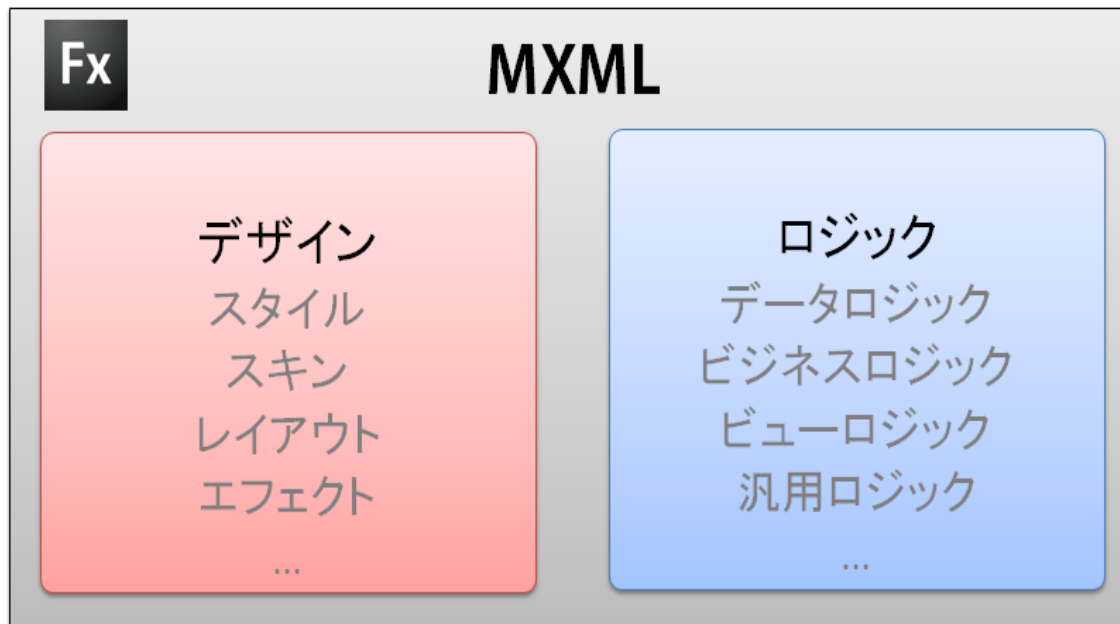 Fx
MXML
デザイン
スタイル
スキン
レイアウト
エフェクト
...
ロジック
データロジック
ビジネスロジック
ビューロジック
汎用ロジック
...